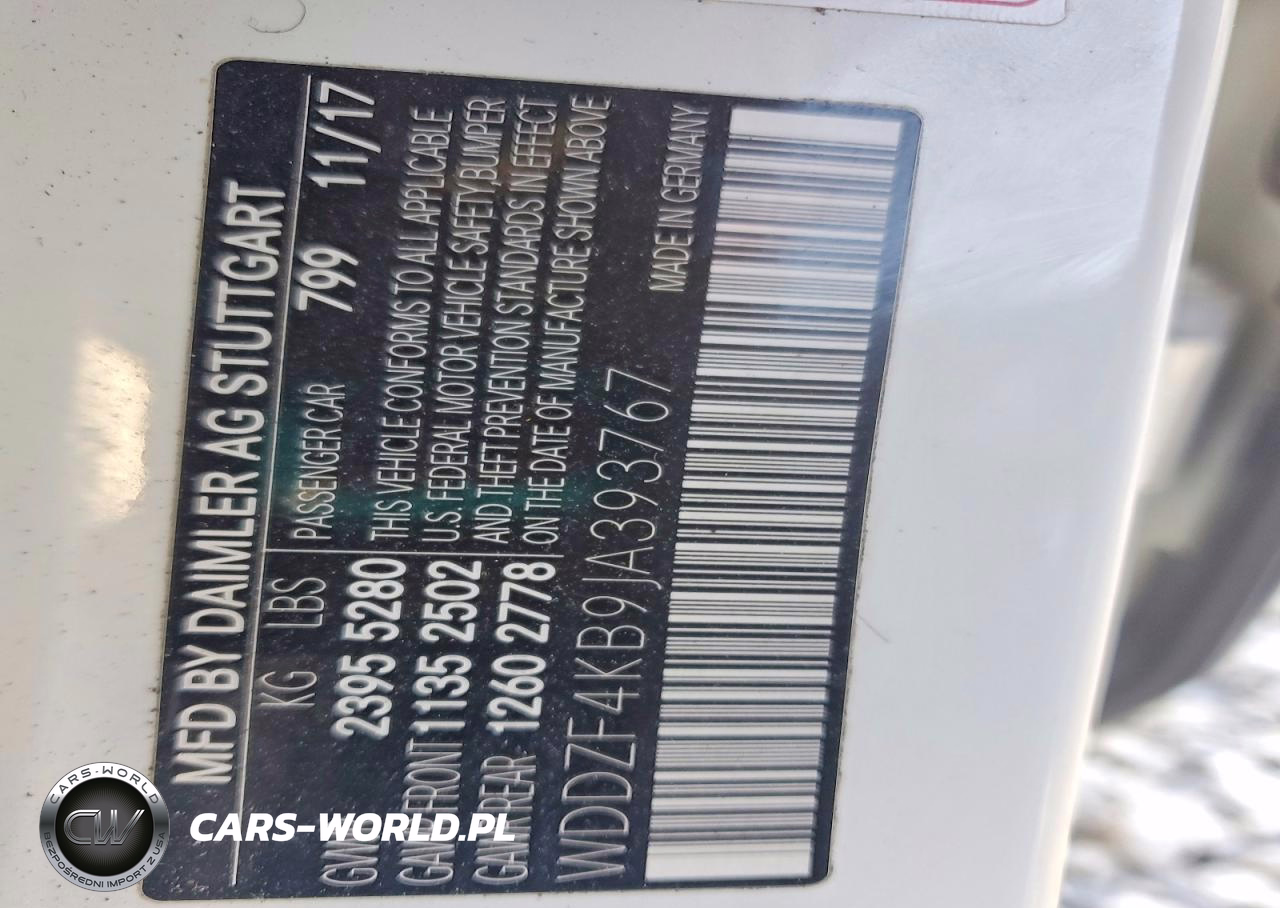 MFD BY DAIMLER AG STUTTGART
KG LBS PASSENGER CAR 799 11/17
GVWR 2395 5280 THIS VEHICLE CONFORMS TO ALL APPLICABLE
GAWR FRONT 1135 2502 U.S. FEDERAL MOTOR VEHICLE SAFETY, BUMPER
GAWR REAR 1260 2778 AND THEFT PREVENTION STANDARDS IN EFFECT
ON THE DATE OF MANUFACTURE SHOWN ABOVE
WDDZF4KB9JA393767 MADE IN GERMANY
CARS-WORLD
CW
BEZPOŚREDNI IMPORT Z USA
CARS-WORLD.PL